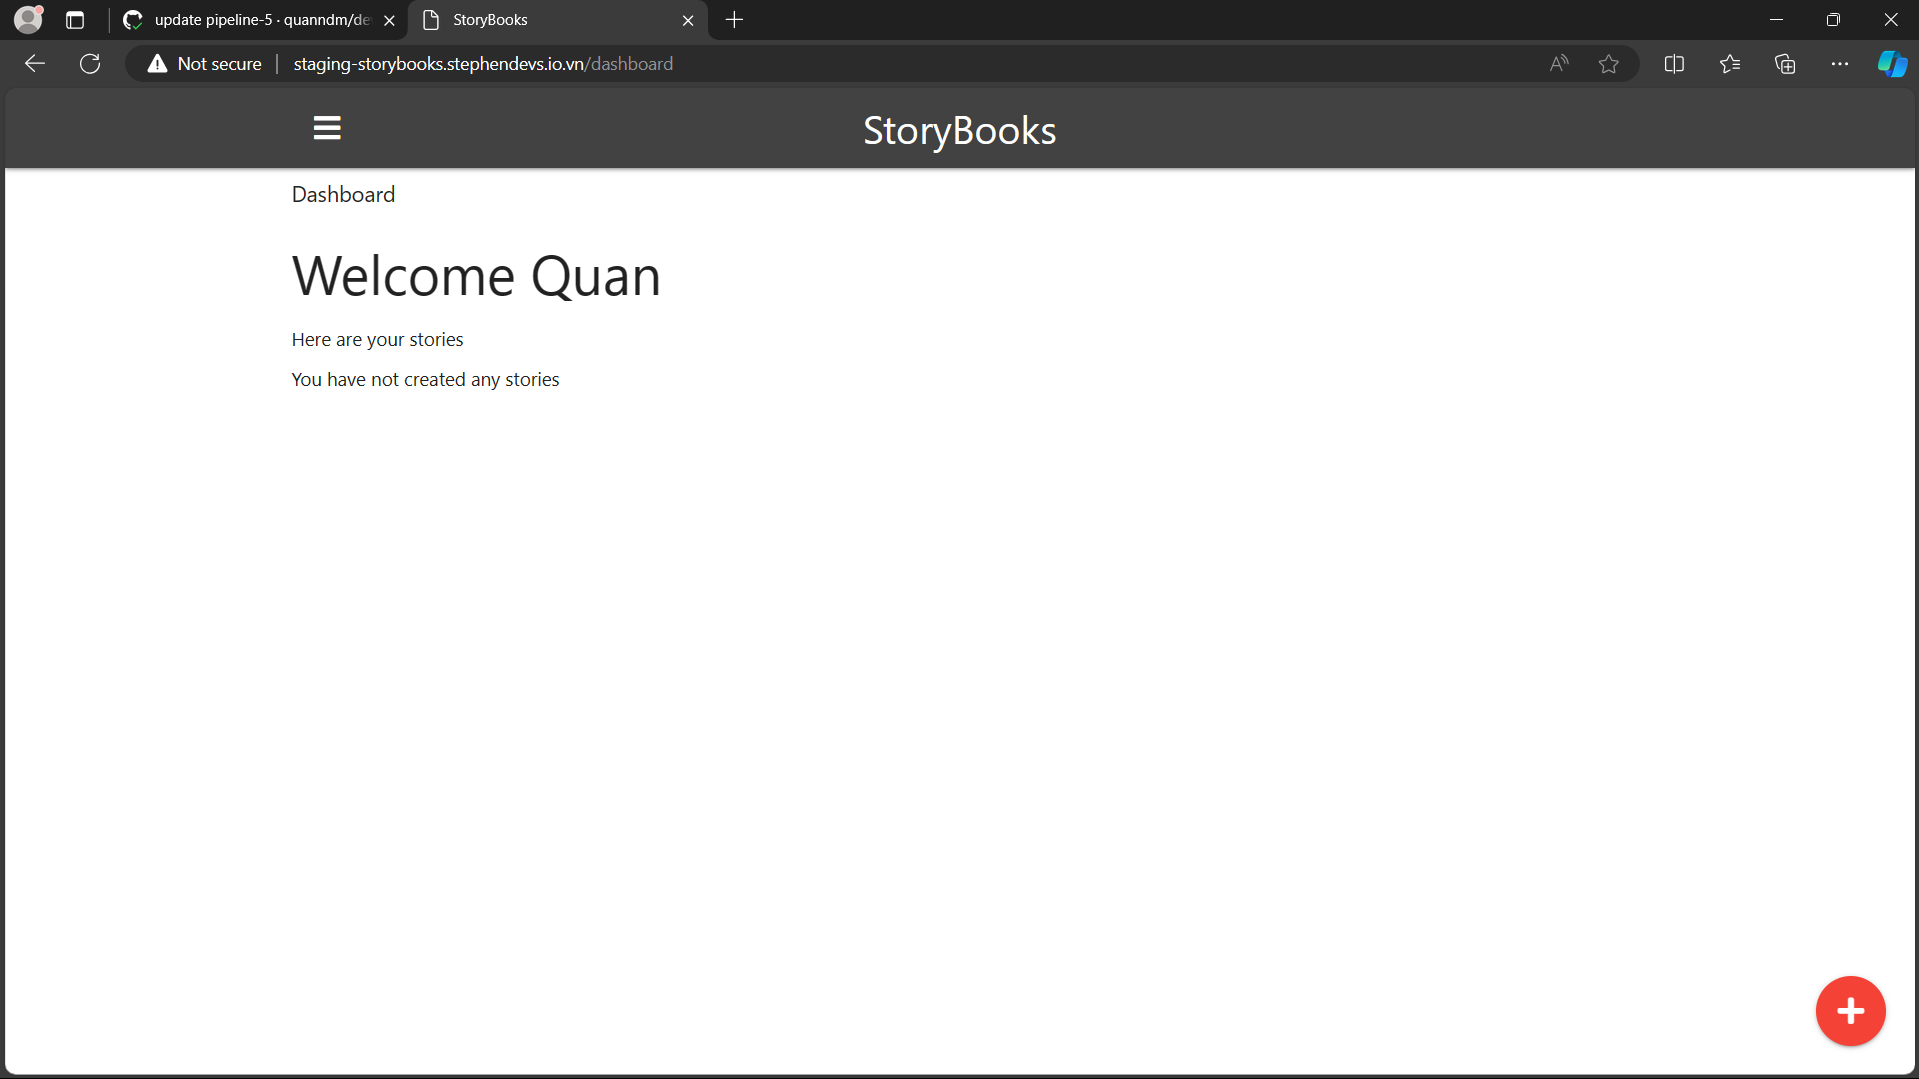 update pipeline-5 · quanndm/de
StoryBooks
Not secure
staging-storybooks.stephendevs.io.vn/dashboard
StoryBooks
Dashboard
Welcome Quan
Here are your stories
You have not created any stories